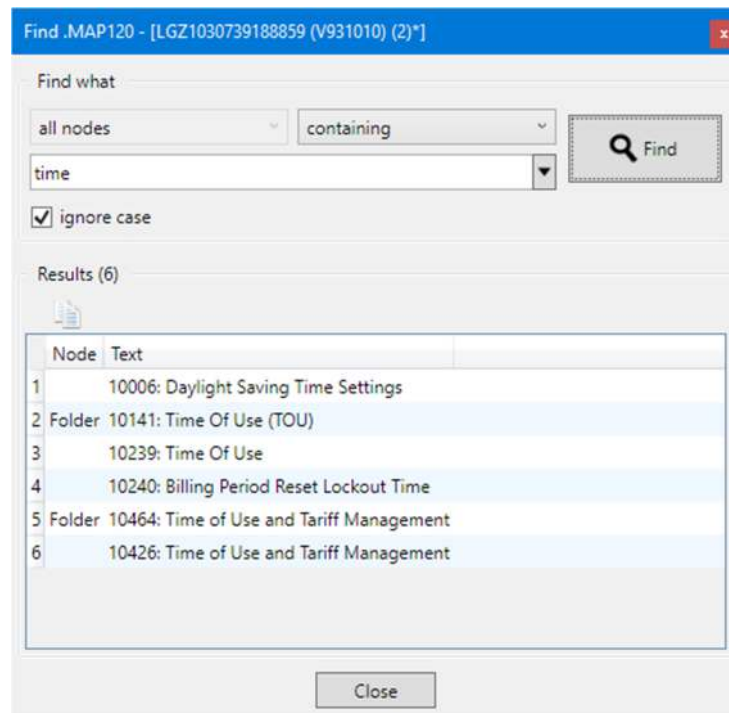 Find .MAP120 - [LGZ1030739188859 (V931010) (2)*] x
Find what
all nodes containing
Find
time
ignore case
Results (6)
Node Text
1 10006: Daylight Saving Time Settings
2 Folder 10141: Time Of Use (TOU)
3 10239: Time Of Use
4 10240: Billing Period Reset Lockout Time
5 Folder 10464: Time of Use and Tariff Management
6 10426: Time of Use and Tariff Management
Close